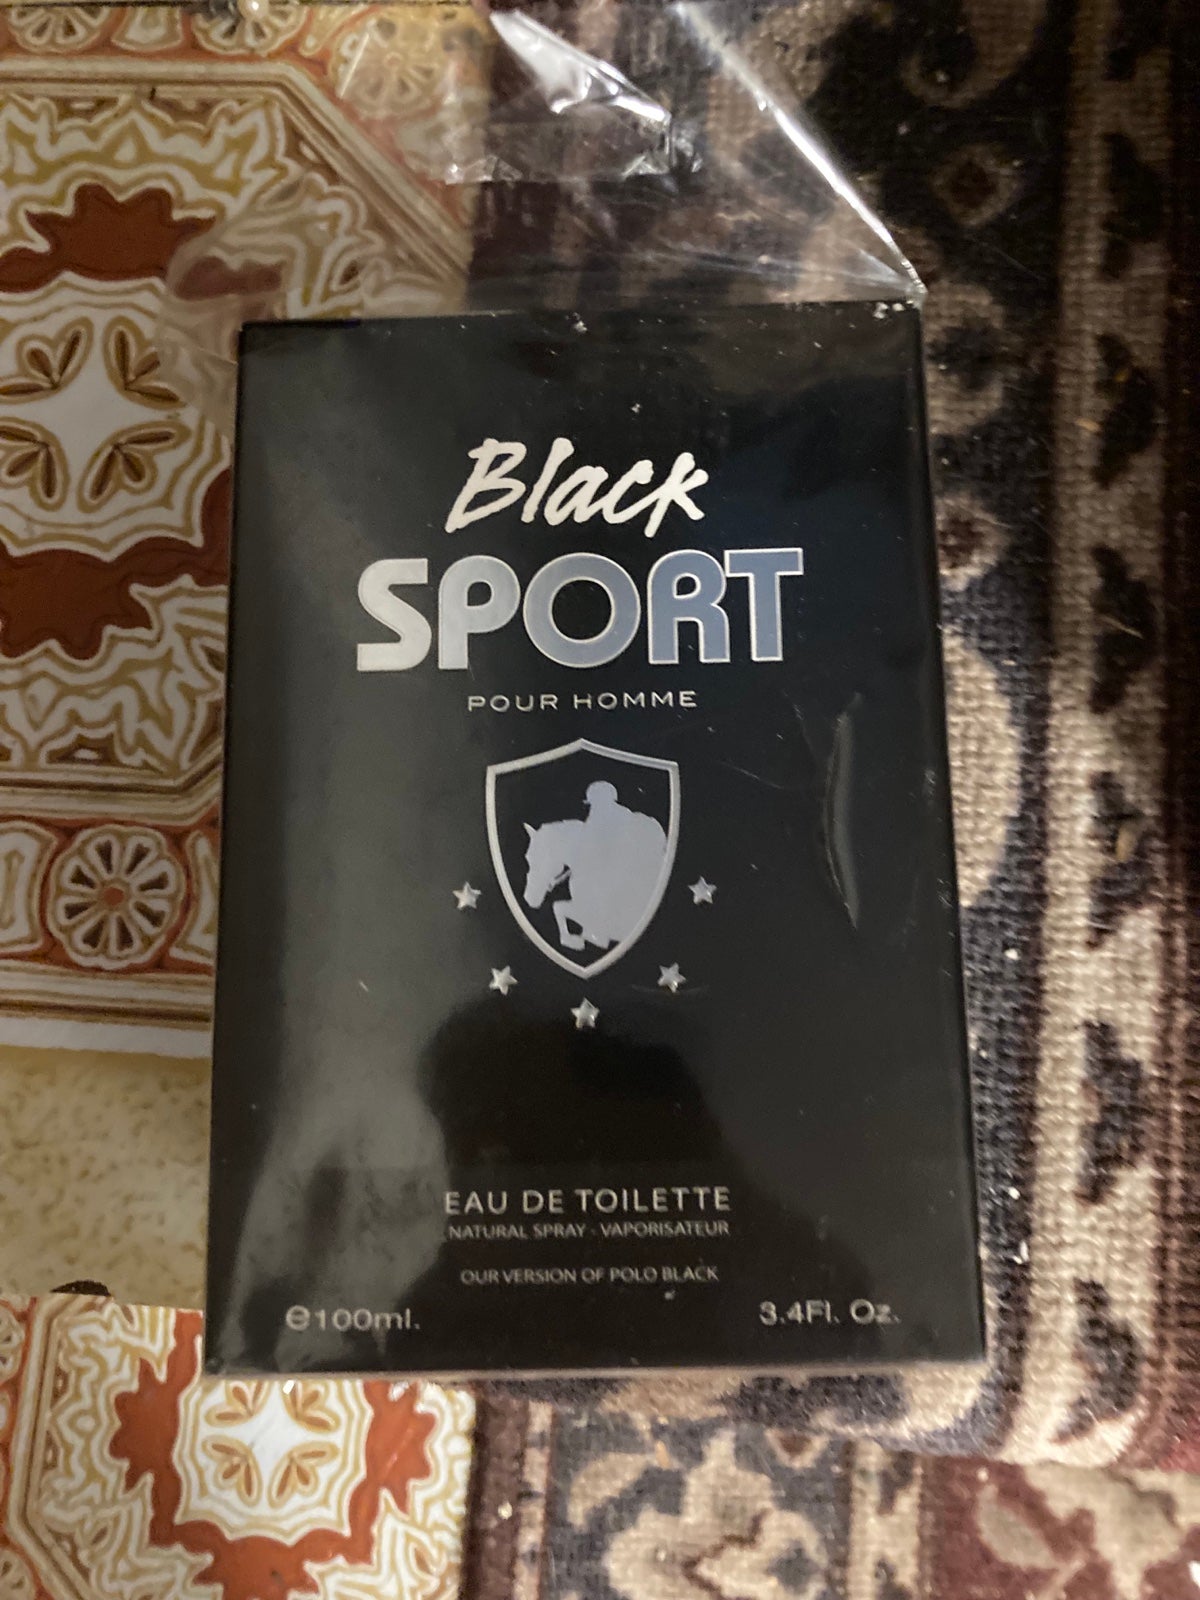 Black
SPORT
POUR HOMME
EAU DE TOILETTE
NATURAL SPRAY - VAPORISATEUR
OUR VERSION OF POLO BLACK
℮100ml.
3.4Fl. Oz.